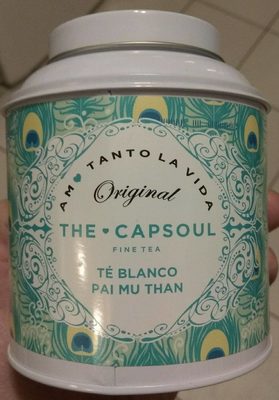 AMO TANTO LA VIDA
Original
THE CAPSOUL
FINE TEA
TÉ BLANCO
PAI MU THAN